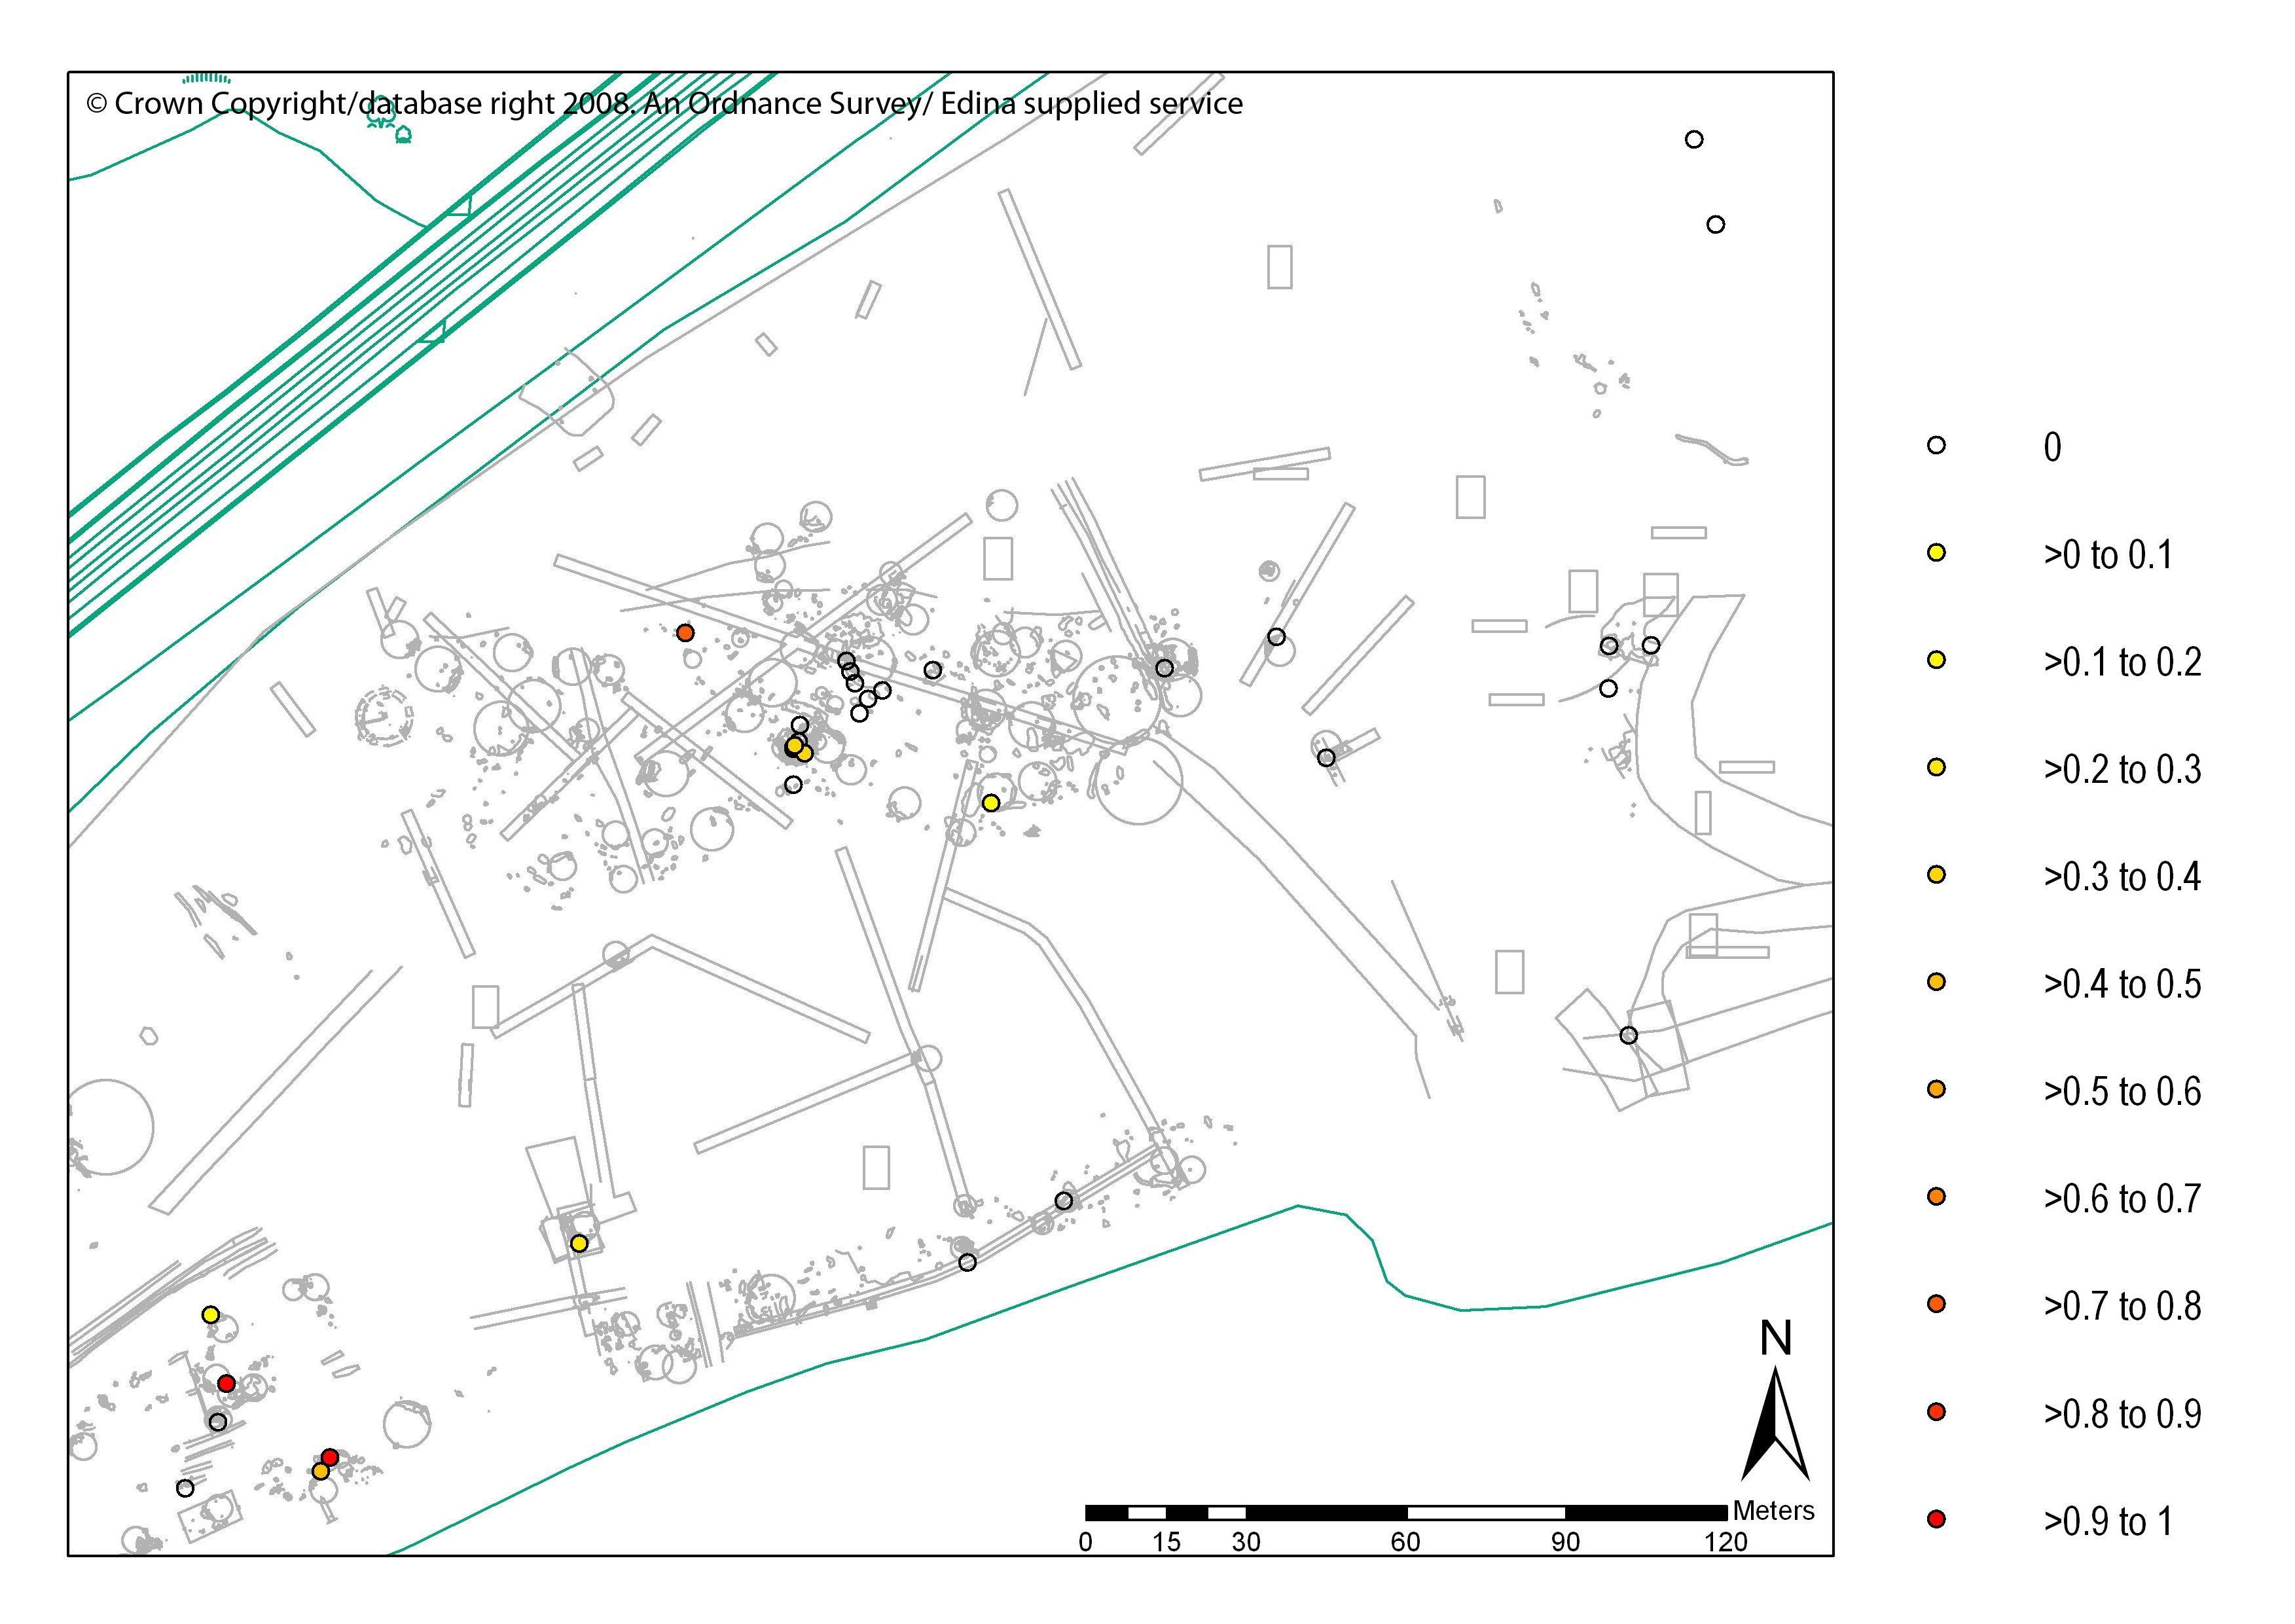 © Crown Copyright/database right 2008. An Ordnance Survey/ Edina supplied service
0
>0 to 0.1
>0.1 to 0.2
>0.2 to 0.3
>0.3 to 0.4
>0.4 to 0.5
>0.5 to 0.6
>0.6 to 0.7
>0.7 to 0.8
>0.8 to 0.9
>0.9 to 1
N
Meters
0 15 30 60 90 120